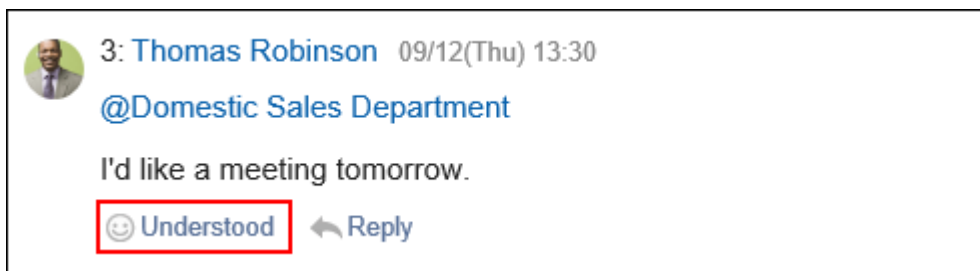 3: Thomas Robinson 09/12(Thu) 13:30
@Domestic Sales Department
I'd like a meeting tomorrow.
Understood Reply